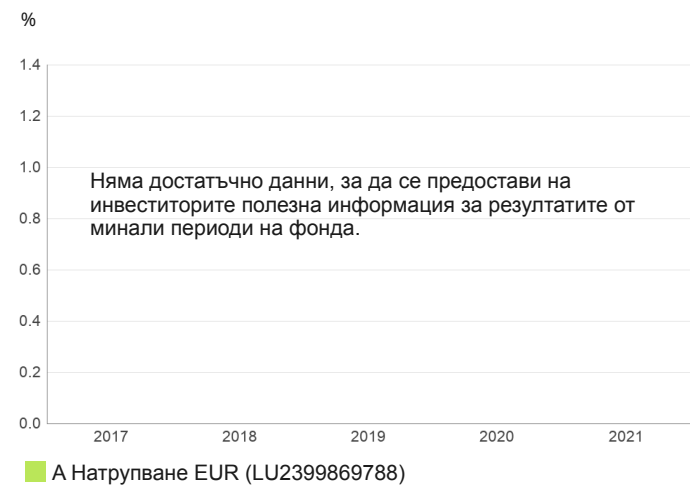 %
1.4
1.2
1.0
Няма достатъчно данни, за да се предостави на
инвеститорите полезна информация за резултатите от
0.8
минали периоди на фонда.
0.6
0.4
0.2
0.0
2017 2018 2019 2020 2021
А Натрупване EUR (LU2399869788)